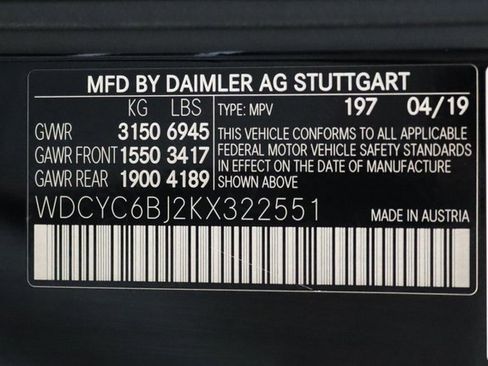 MFD BY DAIMLER AG STUTTGART
KG LBS TYPE: MPV 197 04/19
GVWR 3150 6945 THIS VEHICLE CONFORMS TO ALL APPLICABLE
GAWR FRONT 1550 3417 FEDERAL MOTOR VEHICLE SAFETY STANDARDS
GAWR REAR 1900 4189 IN EFFECT ON THE DATE OF MANUFACTURE
SHOWN ABOVE
WDCYC6BJ2KX322551 MADE IN AUSTRIA